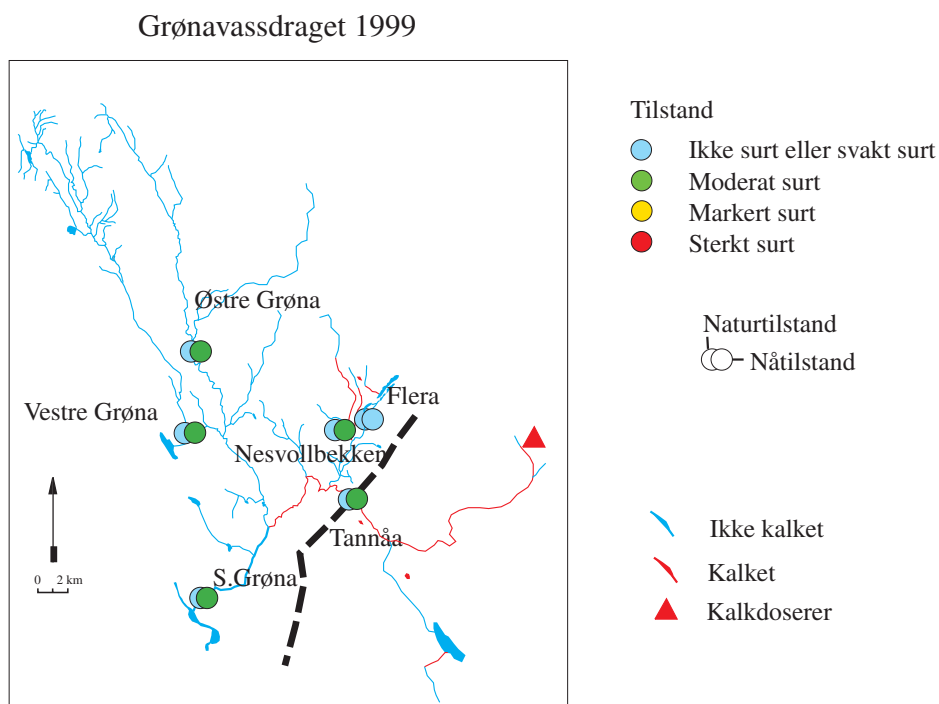 Grønavassdraget 1999
Østre Grøna
Vestre Grøna
Flera
Nesvollbekken
Tannåa
S.Grøna
0 2 km
Tilstand
Ikke surt eller svakt surt
Moderat surt
Markert surt
Sterkt surt
Naturtilstand
Nåtilstand
Ikke kalket
Kalket
Kalkdoserer